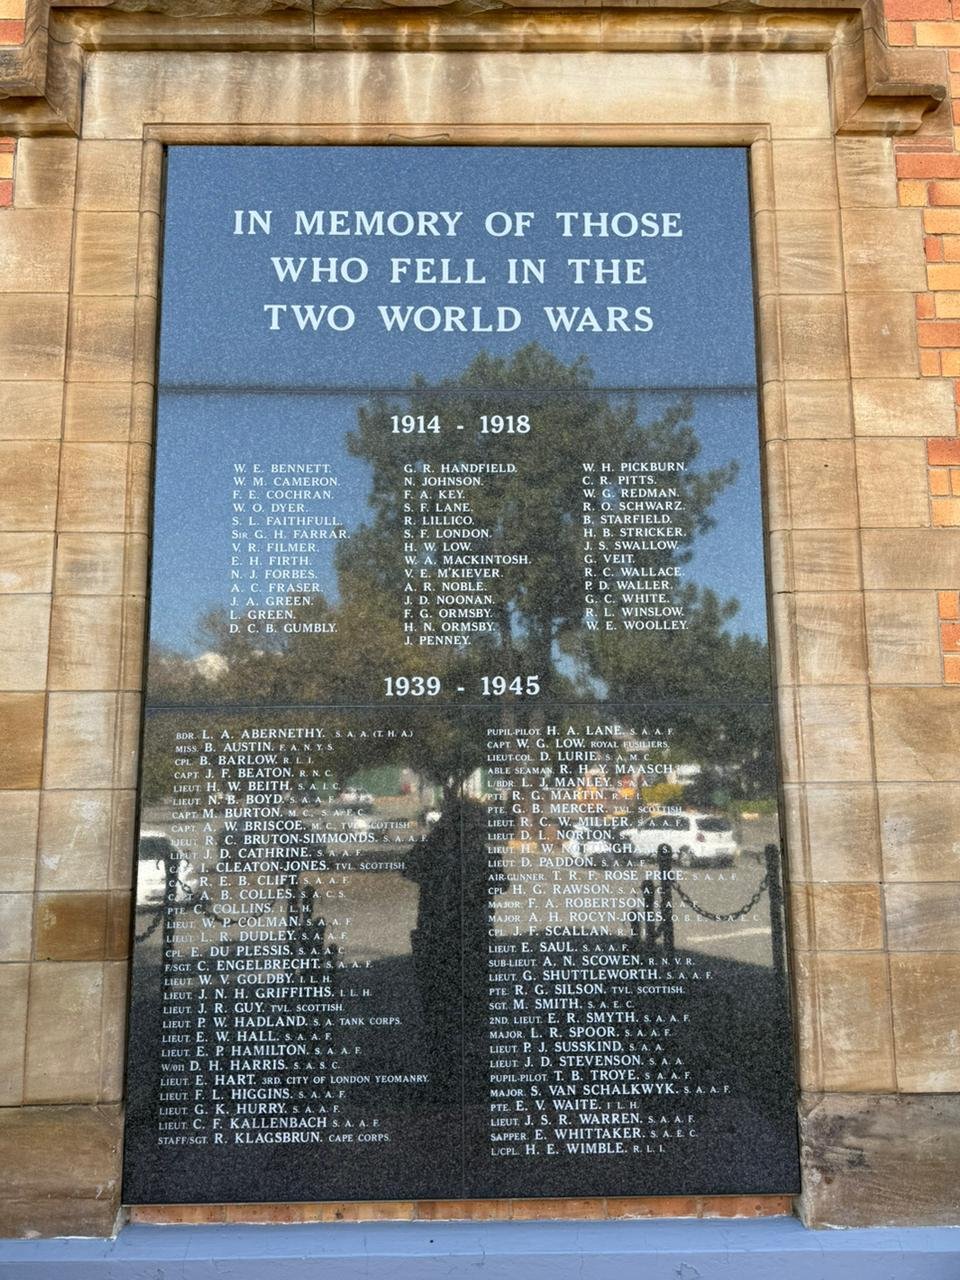 IN MEMORY OF THOSE
WHO FELL IN THE
TWO WORLD WARS
1914 - 1918
W. E. BENNETT.
W. M. CAMERON.
F. E. COCHRAN.
W. O. DYER.
S. L. FAITHFULL.
SIR G. H. FARRAR.
V. R. FILMER.
E. H. FIRTH.
N. J. FORBES.
A. C. FRASER.
J. A. GREEN.
L. GREEN.
D. C. B. GUMBLY.
G. R. HANDFIELD.
N. JOHNSON.
F. A. KEY.
S. F. LANE.
R. LILLICO.
S. F. LONDON.
H. W. LOW.
W. A. MACKINTOSH.
V. E. M'KIEVER.
A. R. NOBLE.
J. D. NOONAN.
F. G. ORMSBY.
H. N. ORMSBY.
J. PENNEY.
W. H. PICKBURN.
C. R. PITTS.
W. G. REDMAN.
R. O. SCHWARZ.
B. STARFIELD.
H. B. STRICKER.
J. S. SWALLOW.
G. VEIT.
R. C. WALLACE.
P. D. WALLER.
G. C. WHITE.
R. L. WINSLOW.
W. E. WOOLLEY.
1939 - 1945
BDR. L. A. ABERNETHY. S. A. A. (T. H. A.)
MISS. B. AUSTIN. F. A. N. Y. S.
CPL. B. BARLOW. R. L. I.
CAPT. J. F. BEATON. R. N. C.
LIEUT. H. W. BEITH. S. A. I. C.
LIEUT. N. B. BOYD. S. A. A. F.
CAPT. M. BURTON. M. C., S. A. E. C.
CAPT. A. W. BRISCOE. M. C., TVL. SCOTTISH.
LIEUT. R. C. BRUTON-SIMMONDS. S. A. A. F.
LIEUT. J. D. CATHRINE. S. A. A. F.
CAPT. I. CLEATON-JONES. TVL. SCOTTISH.
CAPT. R. E. B. CLIFT. S. A. A. F.
CAPT. A. B. COLLES. S. A. C. S.
PTE. C. COLLINS. I. L. H.
LIEUT. W. P. COLMAN. S. A. A. F.
LIEUT. L. R. DUDLEY. S. A. A. F.
CPL. E. DU PLESSIS. S. A. A. C.
F/SGT. C. ENGELBRECHT. S. A. A. F.
LIEUT. W. V. GOLDBY. I. L. H.
LIEUT. J. N. H. GRIFFITHS. I. L. H.
LIEUT. J. R. GUY. TVL. SCOTTISH.
LIEUT. P. W. HADLAND. S. A. TANK CORPS.
LIEUT. E. W. HALL. S. A. A. F.
LIEUT. E. P. HAMILTON. S. A. A. F.
W/O11 D. H. HARRIS. S. A. S. C.
LIEUT. E. HART. 3RD. CITY OF LONDON YEOMANRY.
LIEUT. F. L. HIGGINS. S. A. A. F.
LIEUT. G. K. HURRY. S. A. A. F.
LIEUT. C. F. KALLENBACH S. A. A. F.
STAFF/SGT. R. KLAGSBRUN. CAPE CORPS.
PUPIL-PILOT. H. A. LANE. S. A. A. F.
CAPT. W. G. LOW. ROYAL FUSILIERS.
LIEUT-COL. D. LURIE. S. A. M. C.
ABLE SEAMAN. R. H. Y. MAASCH.
L/BDR. L. J. MANLEY. S. A. A.
PTE. R. G. MARTIN. R. L. I.
PTE. G. B. MERCER. TVL. SCOTTISH.
LIEUT. R. C. W. MILLER. S. A. A. F.
LIEUT. D. L. NORTON. S. A. A. F.
LIEUT. H. W. NOTTINGHAM. S. A. A. F.
LIEUT. D. PADDON. S. A. A. F.
AIR-GUNNER. T. R. F. ROSE PRICE. S. A. A. F.
CPL. H. G. RAWSON. S. A. A. C.
MAJOR. F. A. ROBERTSON. S. A. A. F.
MAJOR. A. H. ROCYN-JONES. O. B. E., S. A. E. C.
CPL. J. F. SCALLAN. R. L. I.
LIEUT. E. SAUL. S. A. A. F.
SUB-LIEUT. A. N. SCOWEN. R. N. V. R.
LIEUT. G. SHUTTLEWORTH. S. A. A. F.
PTE. R. G. SILSON. TVL. SCOTTISH.
SGT. M. SMITH. S. A. E. C.
2ND. LIEUT. E. R. SMYTH. S. A. A. F.
MAJOR. L. R. SPOOR. S. A. A. F.
LIEUT. P. J. SUSSKIND. S. A. A.
LIEUT. J. D. STEVENSON. S. A. A.
PUPIL-PILOT. T. B. TROYE. S. A. A. F.
MAJOR. S. VAN SCHALKWYK. S. A. A. F.
PTE. E. V. WAITE. I. L. H.
LIEUT. J. S. R. WARREN. S. A. A. F.
SAPPER. E. WHITTAKER. S. A. E. C.
L/CPL. H. E. WIMBLE. R. L. I.